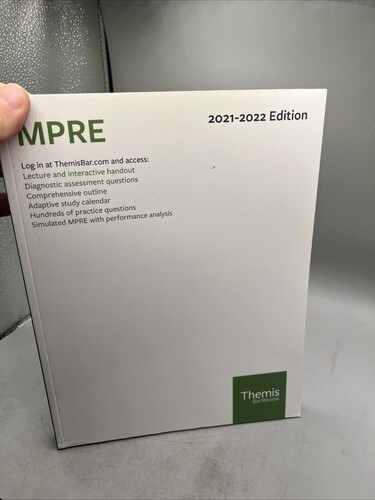 MPRE
2021-2022 Edition
Log in at ThemisBar.com and access:
Lecture and interactive handout
Diagnostic assessment questions
Comprehensive outline
Adaptive study calendar
Hundreds of practice questions
Simulated MPRE with performance analysis
Themis
Bar Review